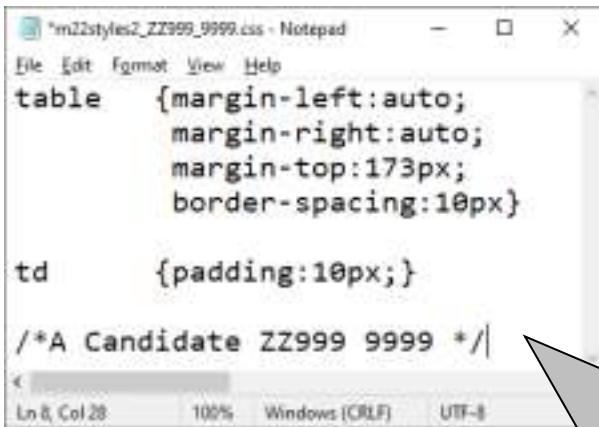 *m22styles2_ZZ999_9999.css - Notepad
File Edit Format View Help
table {margin-left:auto;
margin-right:auto;
margin-top:173px;
border-spacing:10px}
td {padding:10px;}
/*A Candidate ZZ999 9999 */
Ln 8, Col 28 100% Windows (CRLF) UTF-8